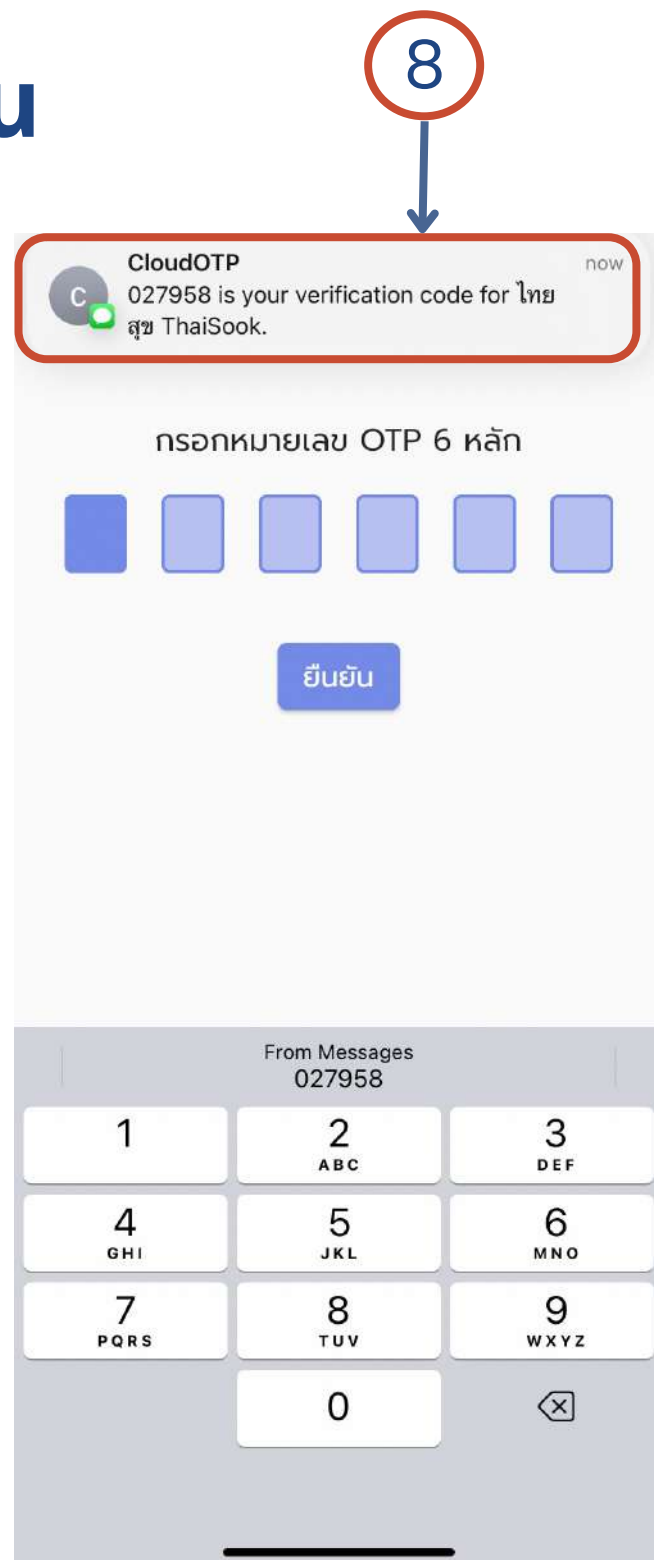 8
CloudOTP
now
C
027958 is your verification code for ไทย
สุข ThaiSook.
กรอกหมายเลข OTP 6 หลัก
ยืนยัน
From Messages
027958
1
2
ABC
3
DEF
4
GHI
5
JKL
6
MNO
7
PQRS
8
TUV
9
WXYZ
0